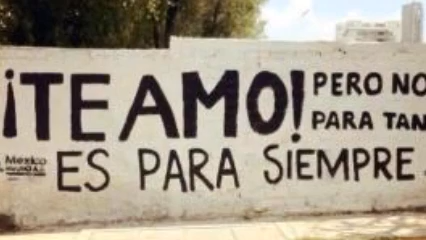 ¡TE AMO! PERO NO
PARA TAN
ES PARA SIEMPRE
Mexico